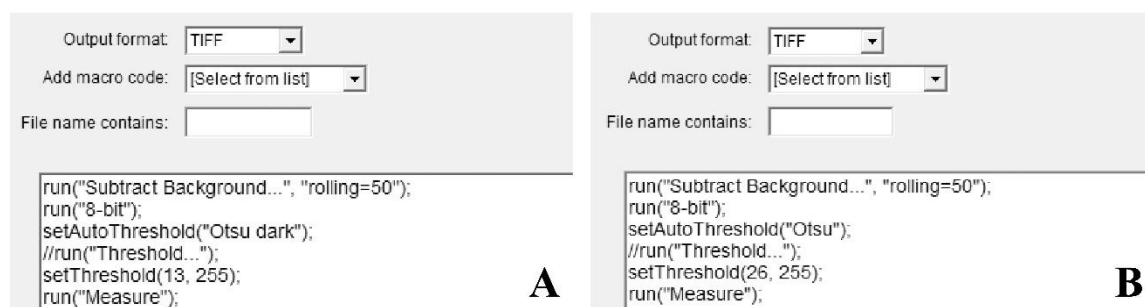 Output format: TIFF
Add macro code: [Select from list]
File name contains:
run("Subtract Background...", "rolling=50");
run("8-bit");
setAutoThreshold("Otsu dark");
//run("Threshold...");
setThreshold(13, 255);
run("Measure");
A
Output format: TIFF
Add macro code: [Select from list]
File name contains:
run("Subtract Background...", "rolling=50");
run("8-bit");
setAutoThreshold("Otsu");
//run("Threshold...");
setThreshold(26, 255);
run("Measure");
B